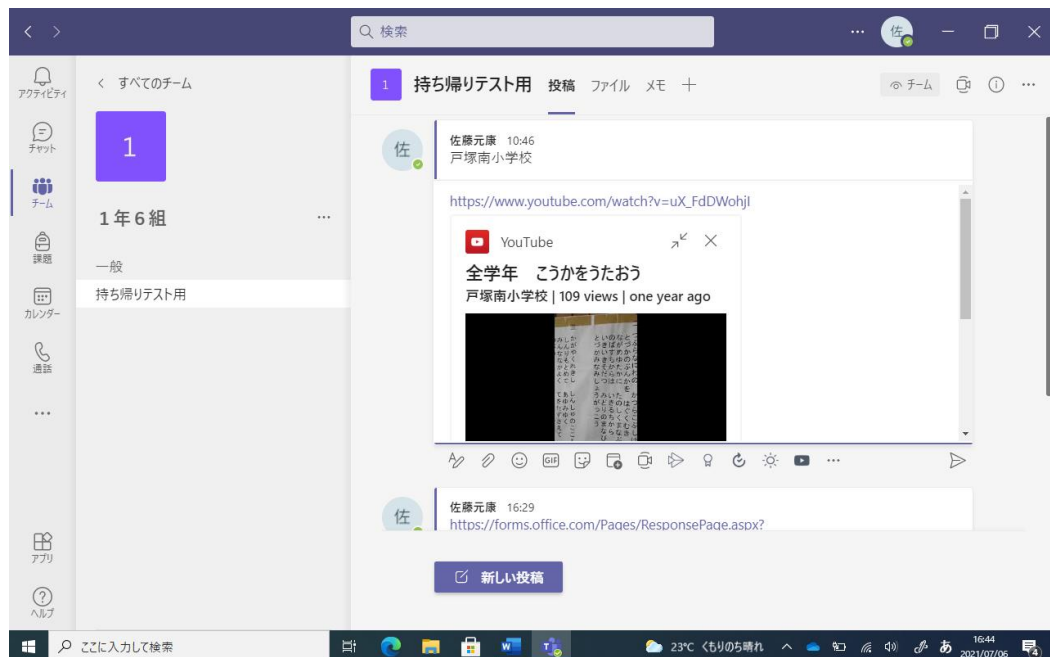 検索
佐
アクティビティ
チャット
チーム
課題
カレンダー
通話
アプリ
ヘルプ
すべてのチーム
1
1年6組
一般
持ち帰りテスト用
1 持ち帰りテスト用 投稿 ファイル メモ
チーム
佐
佐藤元康 10:46
戸塚南小学校
https://www.youtube.com/watch?v=uX_FdDWohjI
YouTube
全学年 こうかをうたおう
戸塚南小学校 | 109 views | one year ago
GIF
佐
佐藤元康 16:29
https://forms.office.com/Pages/ResponsePage.aspx?
新しい投稿
ここに入力して検索
23°C くもりのち晴れ
あ
16:44
2021/07/06